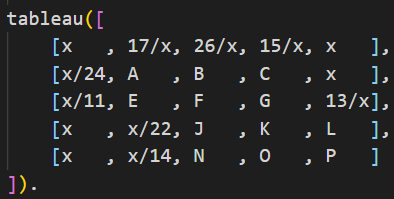 tableau([
    [x   , 17/x, 26/x, 15/x, x   ],
    [x/24, A   , B   , C   , x   ],
    [x/11, E   , F   , G   , 13/x],
    [x   , x/22, J   , K   , L   ],
    [x   , x/14, N   , O   , P   ]
]).